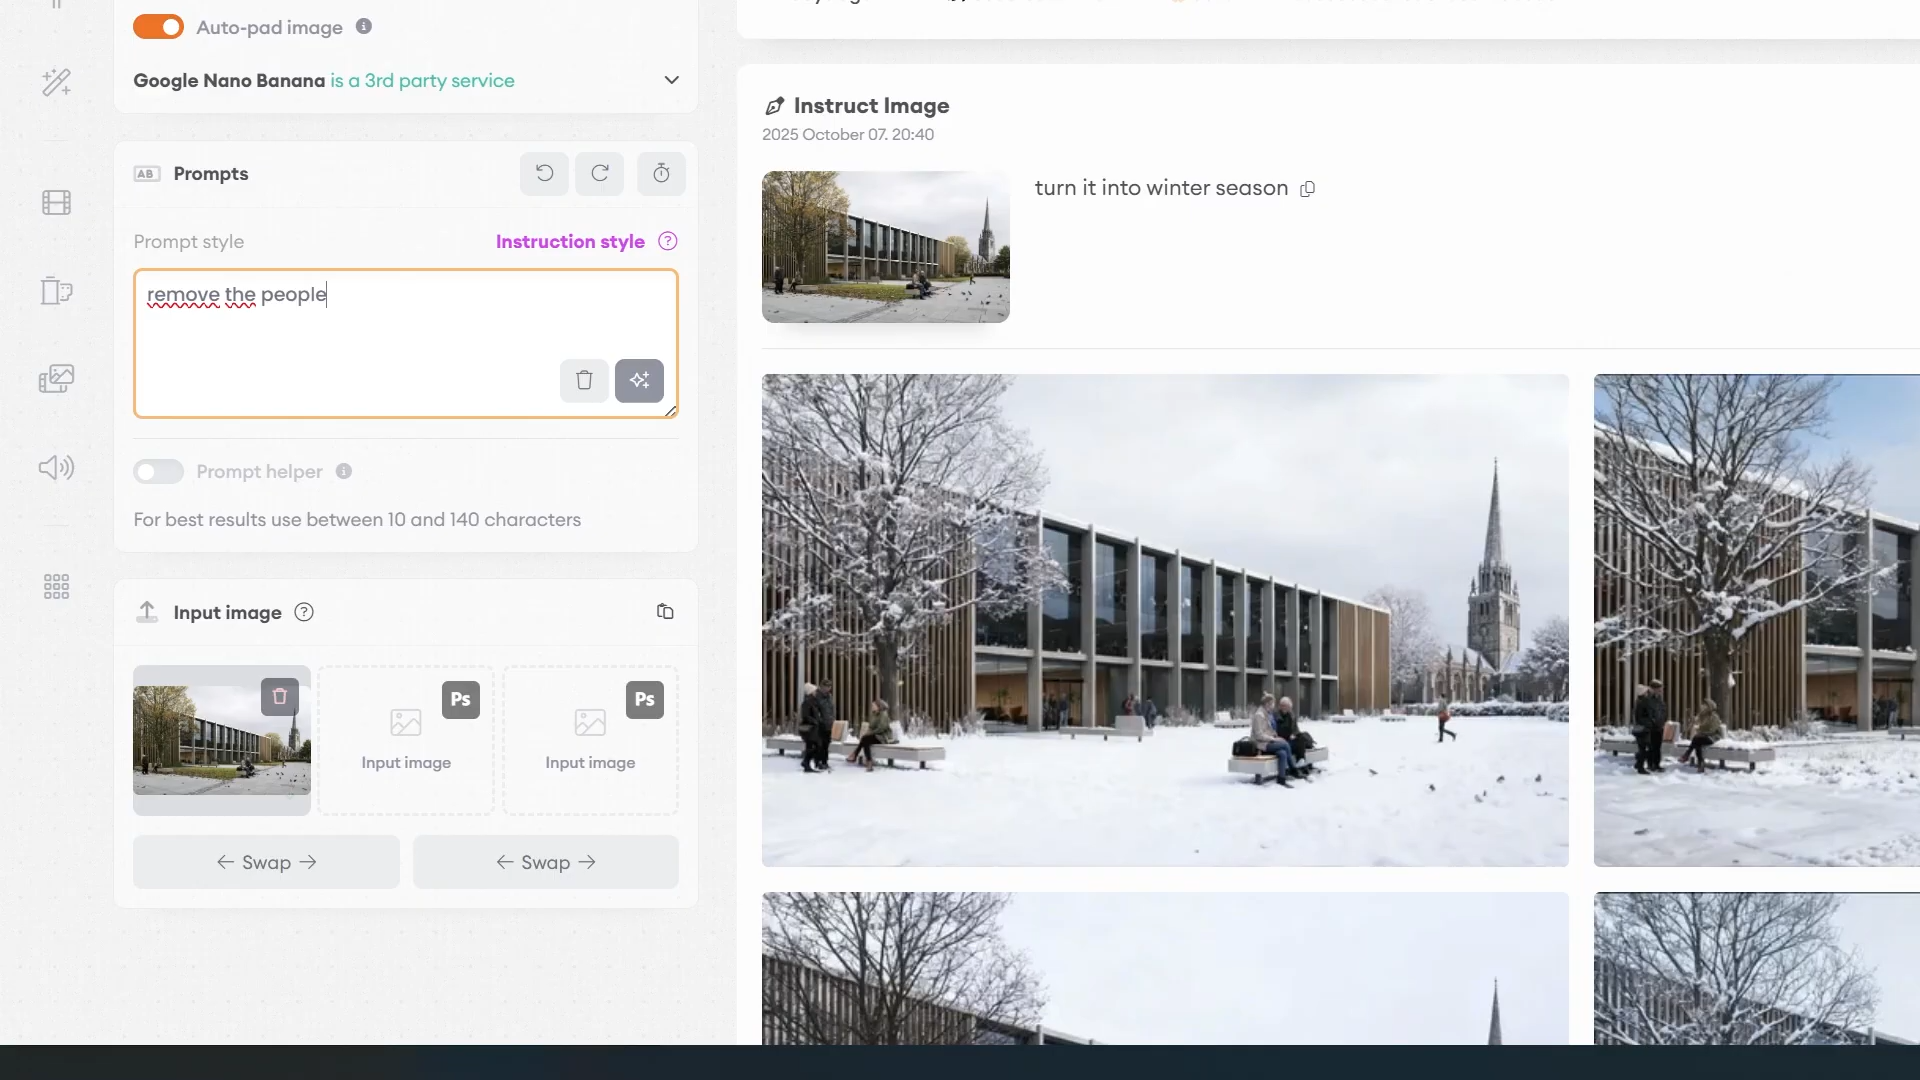 Auto-pad image
Google Nano Banana is a 3rd party service
AB Prompts
Prompt style
Instruction style
remove the people
Prompt helper
For best results use between 10 and 140 characters
Input image
Ps
Ps
Input image
Input image
← Swap →
← Swap →
Instruct Image
2025 October 07. 20:40
turn it into winter season